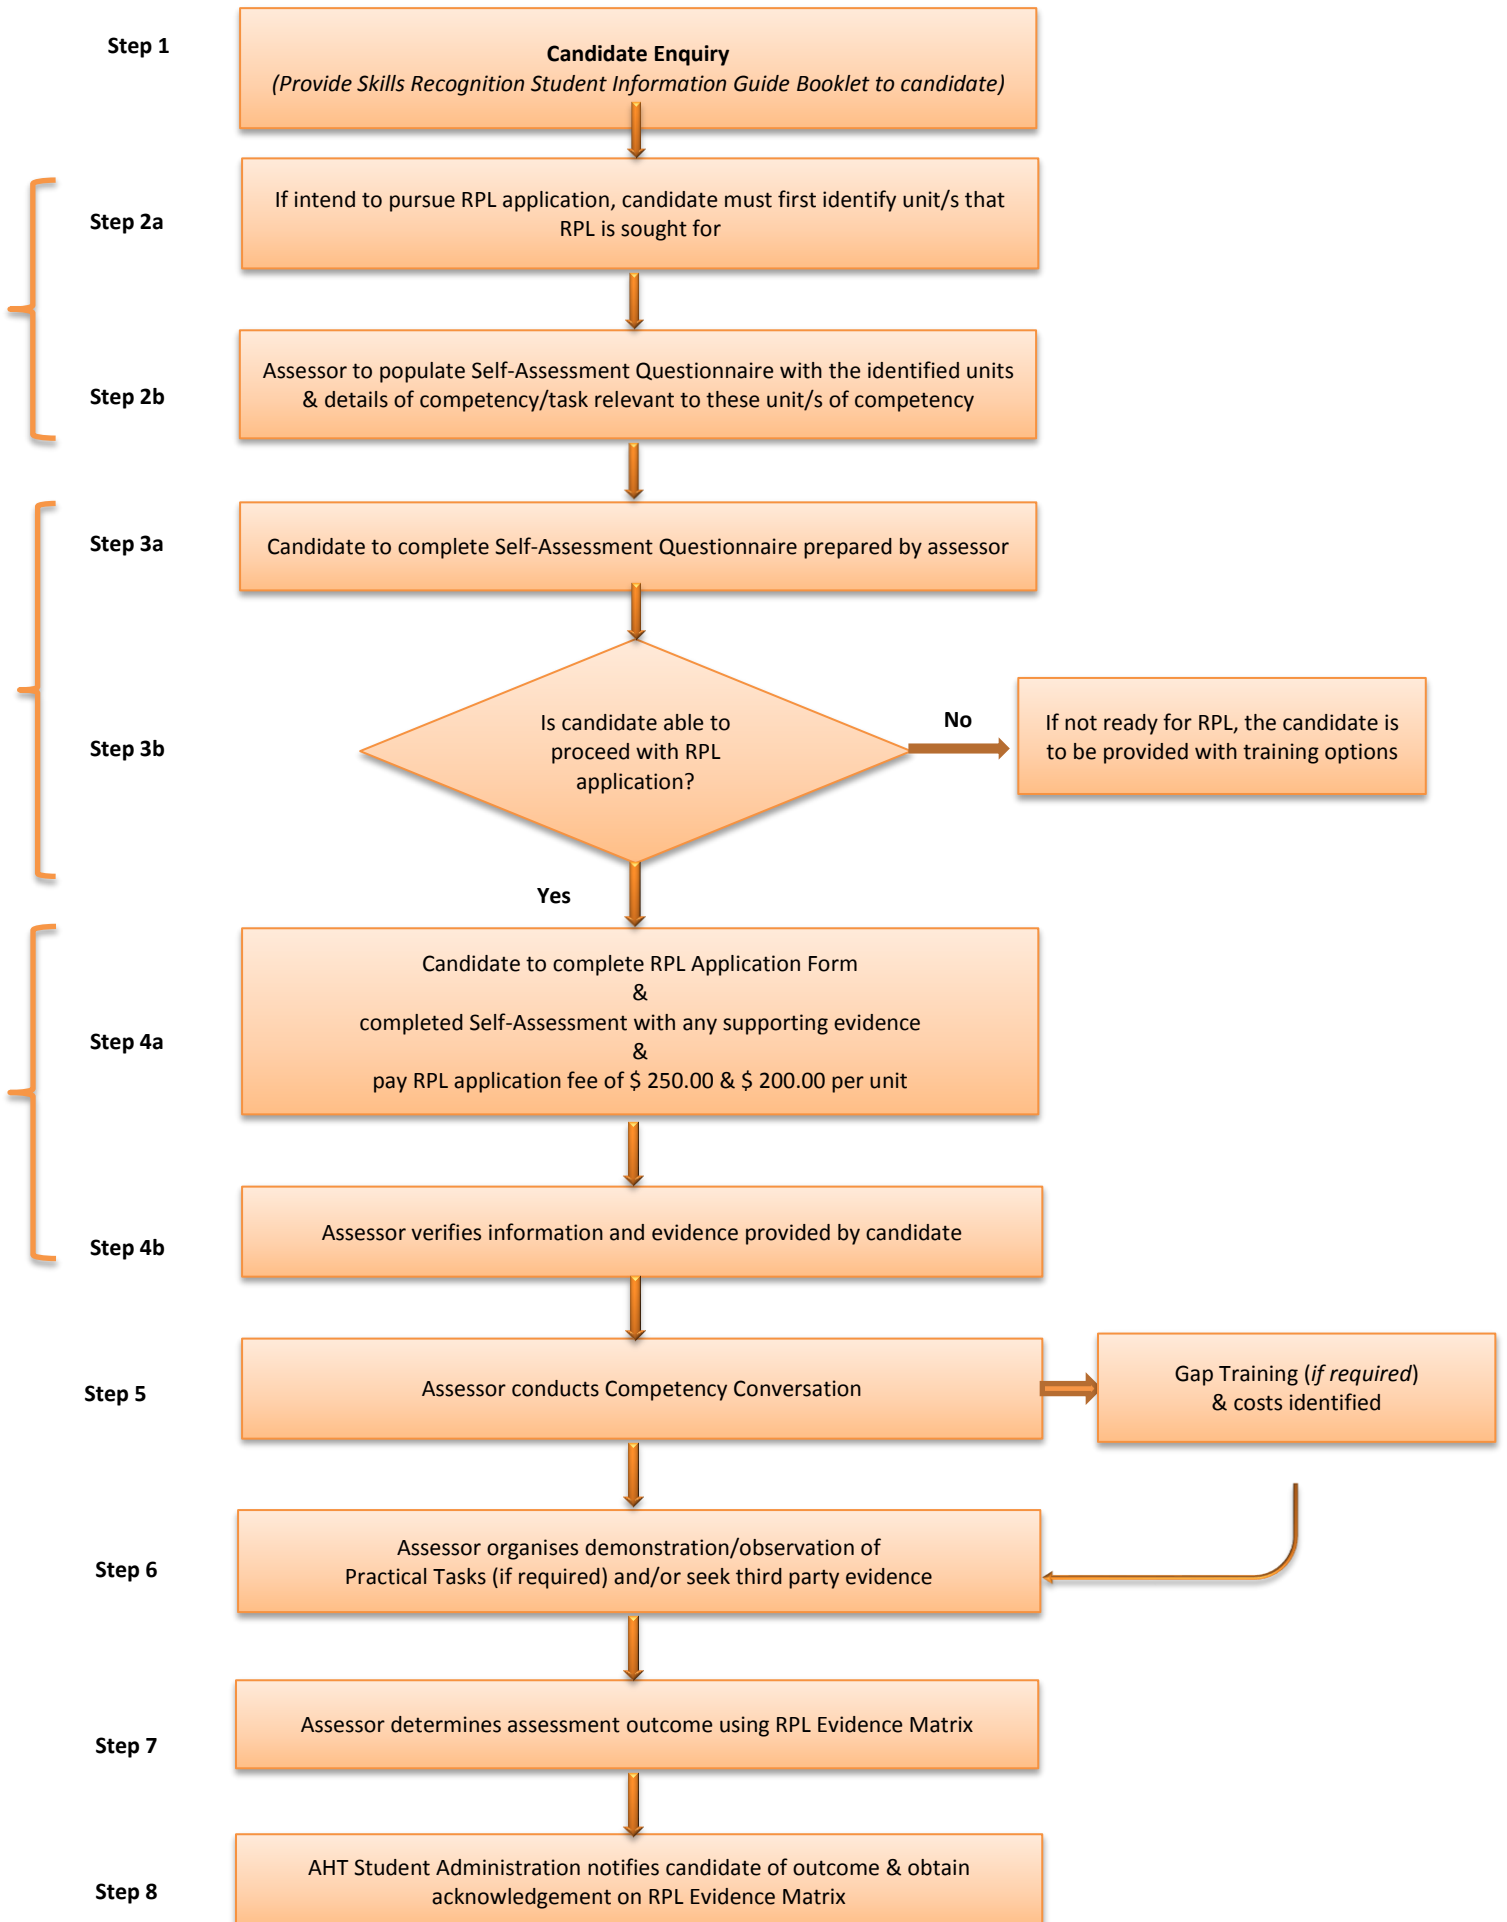 Step 1
Candidate Enquiry
(Provide Skills Recognition Student Information Guide Booklet to candidate)
Step 2a
If intend to pursue RPL application, candidate must first identify unit/s that
RPL is sought for
Step 2b
Assessor to populate Self-Assessment Questionnaire with the identified units
& details of competency/task relevant to these unit/s of competency
Step 3a
Candidate to complete Self-Assessment Questionnaire prepared by assessor
Step 3b
Is candidate able to
proceed with RPL
application?
No
If not ready for RPL, the candidate is
to be provided with training options
Yes
Step 4a
Candidate to complete RPL Application Form
&
completed Self-Assessment with any supporting evidence
&
pay RPL application fee of $ 250.00 & $ 200.00 per unit
Step 4b
Assessor verifies information and evidence provided by candidate
Step 5
Assessor conducts Competency Conversation
Gap Training (if required)
& costs identified
Step 6
Assessor organises demonstration/observation of
Practical Tasks (if required) and/or seek third party evidence
Step 7
Assessor determines assessment outcome using RPL Evidence Matrix
Step 8
AHT Student Administration notifies candidate of outcome & obtain
acknowledgement on RPL Evidence Matrix